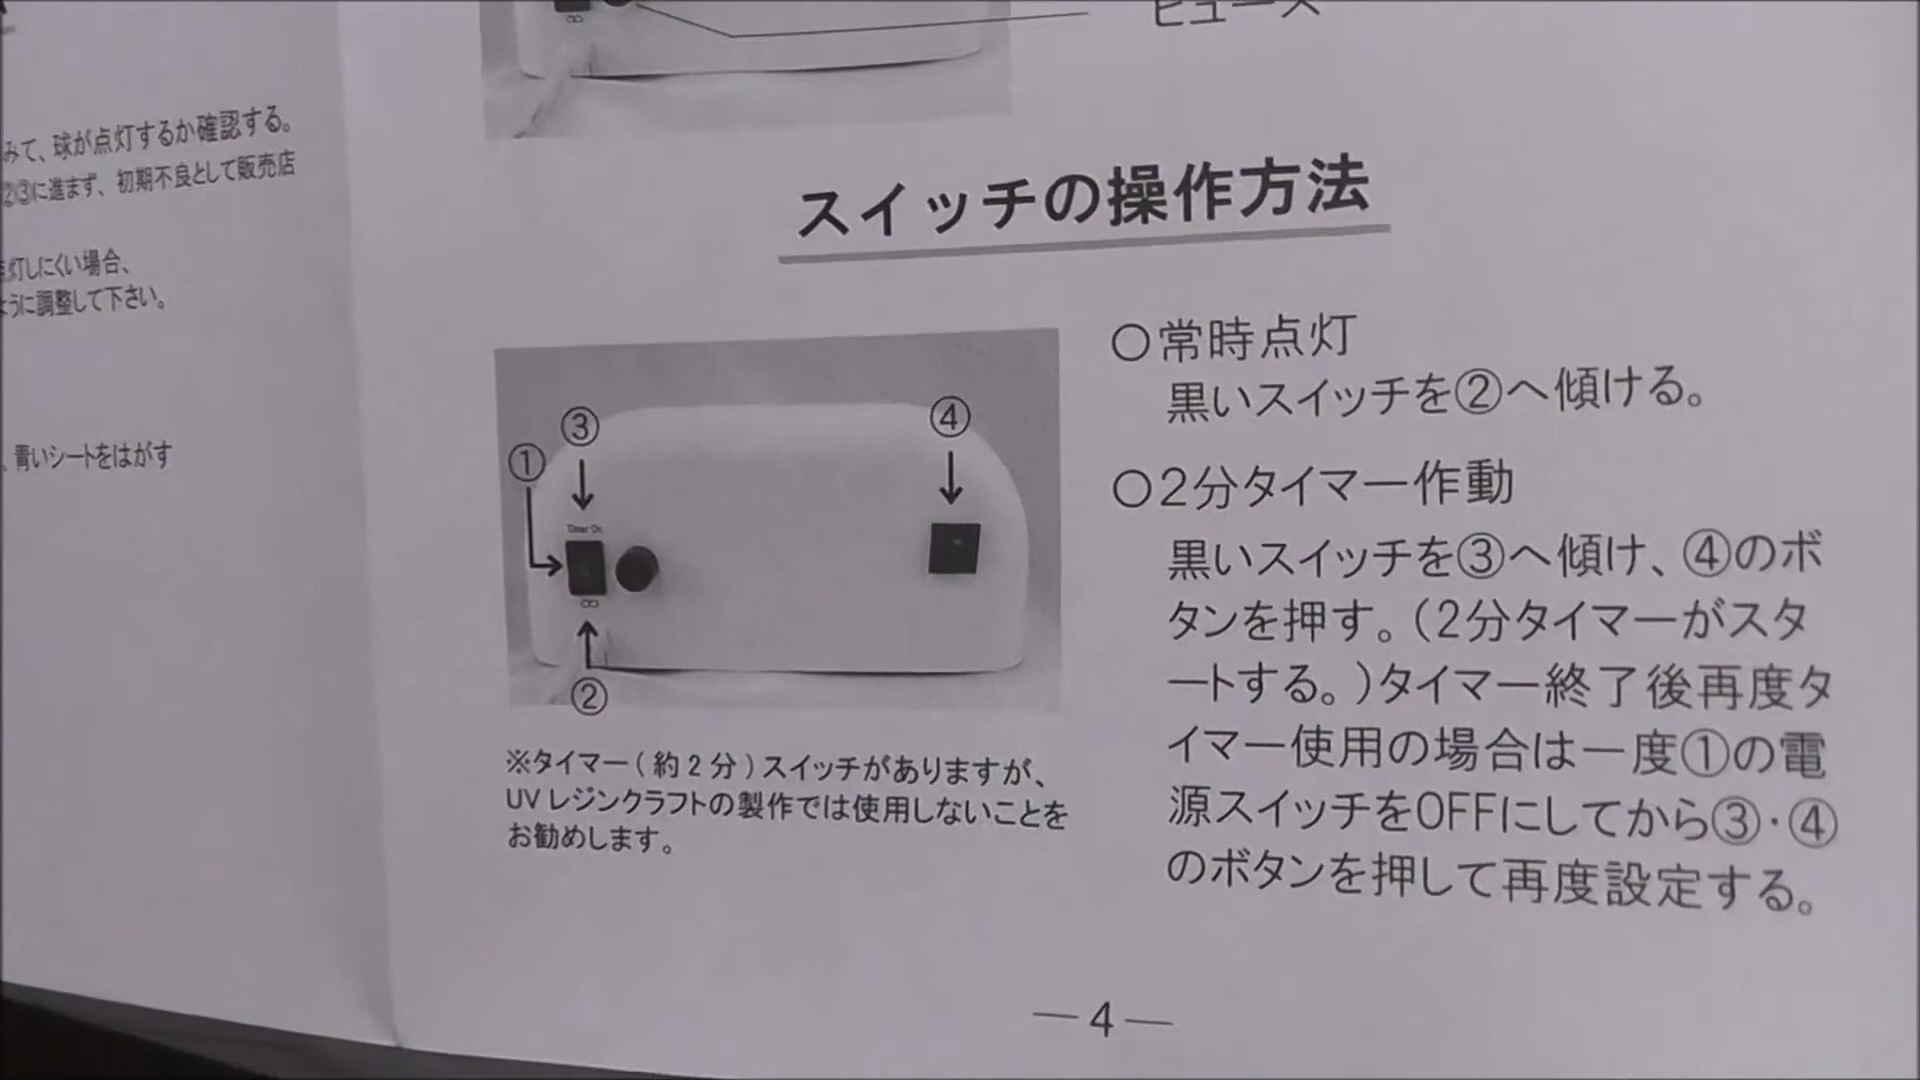 みて、球が点灯するか確認する。
②③に進まず、初期不良として販売店
灯しにくい場合、
ように調整して下さい。
、青いシートをはがす
ヒューズ
スイッチの操作方法
①
③
④
Timer On
②
※タイマー(約2分)スイッチがありますが、
UVレジンクラフトの製作では使用しないことを
お勧めします。
○常時点灯
黒いスイッチを②へ傾ける。
○2分タイマー作動
黒いスイッチを③へ傾け、④のボ
タンを押す。(2分タイマーがスタ
ートする。)タイマー終了後再度タ
イマー使用の場合は一度①の電
源スイッチをOFFにしてから③・④
のボタンを押して再度設定する。
—4—